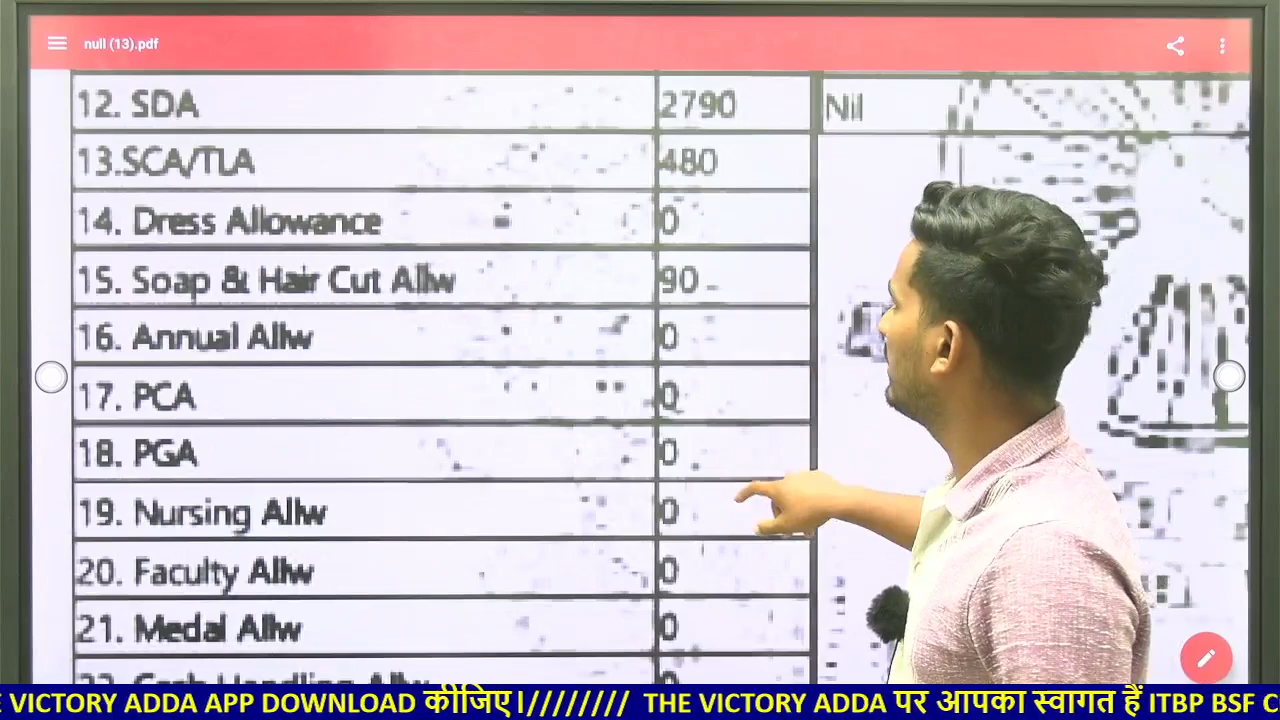 null (13).pdf
12. SDA 2790 Nil
13.SCA/TLA 480
14. Dress Allowance 0
15. Soap & Hair Cut Allw 90
16. Annual Allw 0
17. PCA 0
18. PGA 0
19. Nursing Allw 0
20. Faculty Allw 0
21. Medal Allw 0
VICTORY ADDA APP DOWNLOAD कीजिए।//////// THE VICTORY ADDA पर आपका स्वागत हैं ITBP BSF